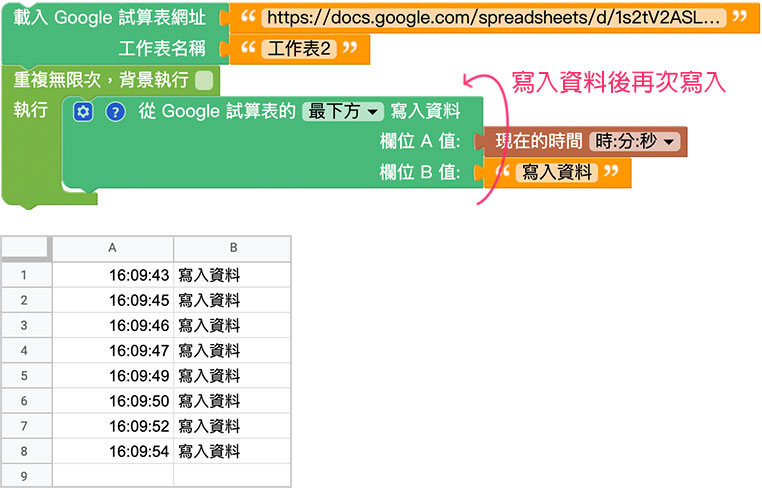 載入 Google 試算表網址 “ https://docs.google.com/spreadsheets/d/1s2tV2ASL... ”
工作表名稱 “ 工作表2 ”
重複無限次，背景執行
寫入資料後再次寫入
執行 ? 從 Google 試算表的 最下方 寫入資料
欄位 A 值: 現在的時間 時:分:秒
欄位 B 值: “ 寫入資料 ”
A B
1 16:09:43 寫入資料
2 16:09:45 寫入資料
3 16:09:46 寫入資料
4 16:09:47 寫入資料
5 16:09:49 寫入資料
6 16:09:50 寫入資料
7 16:09:52 寫入資料
8 16:09:54 寫入資料
9